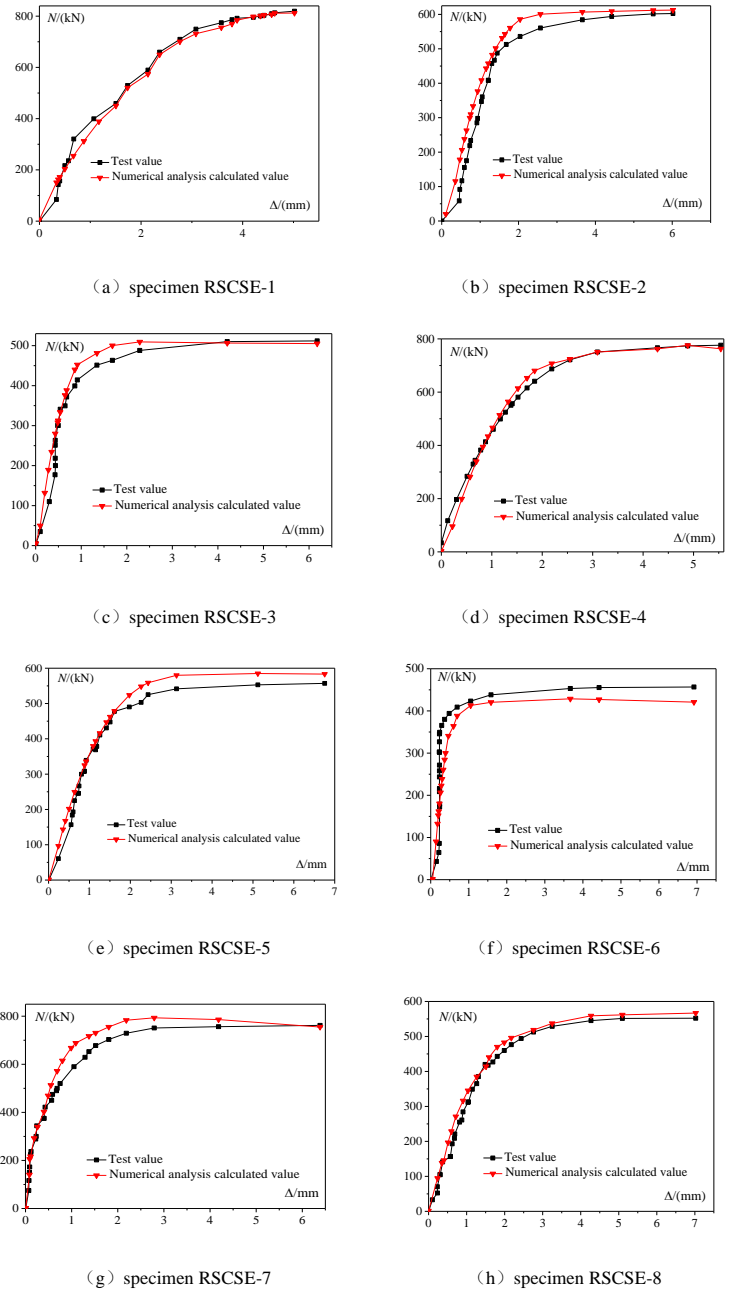 N/(kN)
800
600
400
200
0
0 2 4
Test value
Numerical analysis calculated value
Δ/(mm)
（a）specimen RSCSE-1
N/(kN)
600
500
400
300
200
100
0
0 1 2 3 4 5 6
Test value
Numerical analysis calculated value
Δ/(mm)
（b）specimen RSCSE-2
N/(kN)
500
400
300
200
100
0
0 1 2 3 4 5 6
Test value
Numerical analysis calculated value
Δ/(mm)
（c）specimen RSCSE-3
N/(kN)
800
600
400
200
0
0 1 2 3 4 5
Test value
Numerical analysis calculated value
Δ/(mm)
（d）specimen RSCSE-4
N/(kN)
600
500
400
300
200
100
0
0 1 2 3 4 5 6 7
Test value
Numerical analysis calculated value
Δ/mm
（e）specimen RSCSE-5
N/(kN)
500
400
300
200
100
0
0 1 2 3 4 5 6 7
Test value
Numerical analysis calculated value
Δ/mm
（f）specimen RSCSE-6
N/(kN)
800
600
400
200
0
0 1 2 3 4 5 6
Test value
Numerical analysis calculated value
Δ/mm
（g）specimen RSCSE-7
N/(kN)
600
500
400
300
200
100
0
0 1 2 3 4 5 6 7
Test value
Numerical analysis calculated value
Δ/(mm)
（h）specimen RSCSE-8